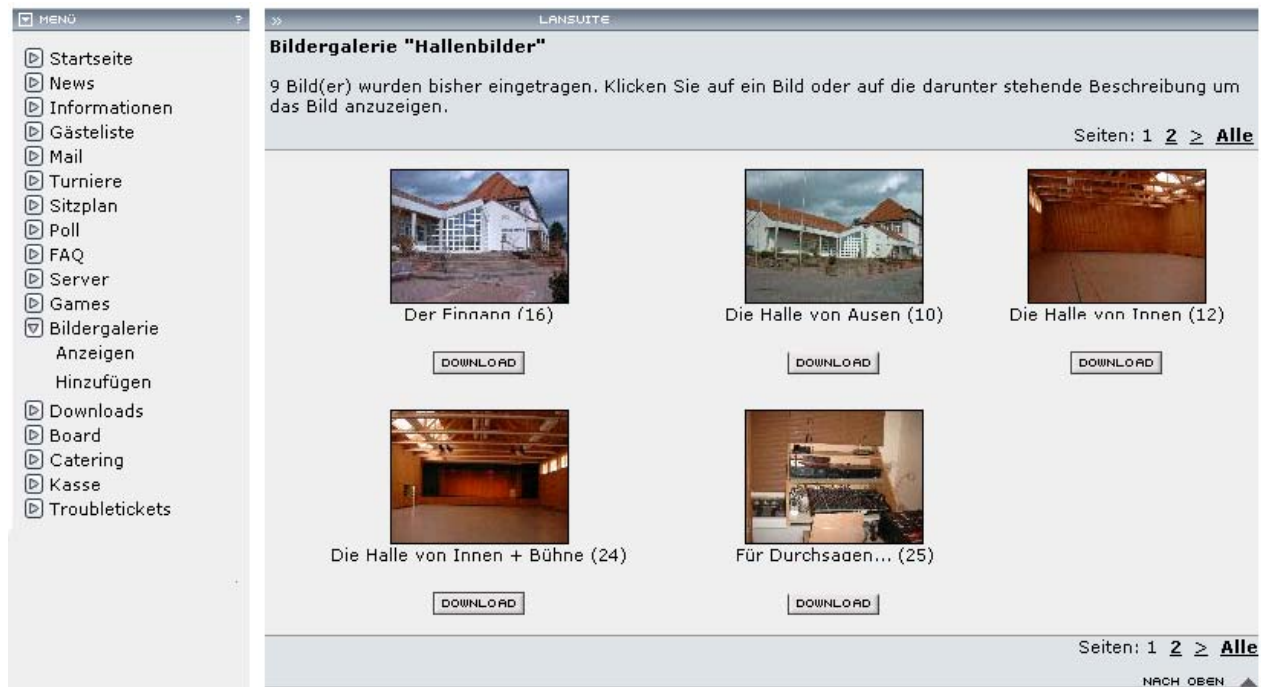 MENÜ ?
Startseite
News
Informationen
Gästeliste
Mail
Turniere
Sitzplan
Poll
FAQ
Server
Games
Bildergalerie
Anzeigen
Hinzufügen
Downloads
Board
Catering
Kasse
Troubletickets
» LANSUITE
Bildergalerie "Hallenbilder"
9 Bild(er) wurden bisher eingetragen. Klicken Sie auf ein Bild oder auf die darunter stehende Beschreibung um
das Bild anzuzeigen.
Seiten: 1 2 > Alle
Der Eingang (16)
Die Halle von Ausen (10)
Die Halle von Innen (12)
DOWNLOAD
DOWNLOAD
DOWNLOAD
Die Halle von Innen + Bühne (24)
Für Durchsagen... (25)
DOWNLOAD
DOWNLOAD
Seiten: 1 2 > Alle
NACH OBEN